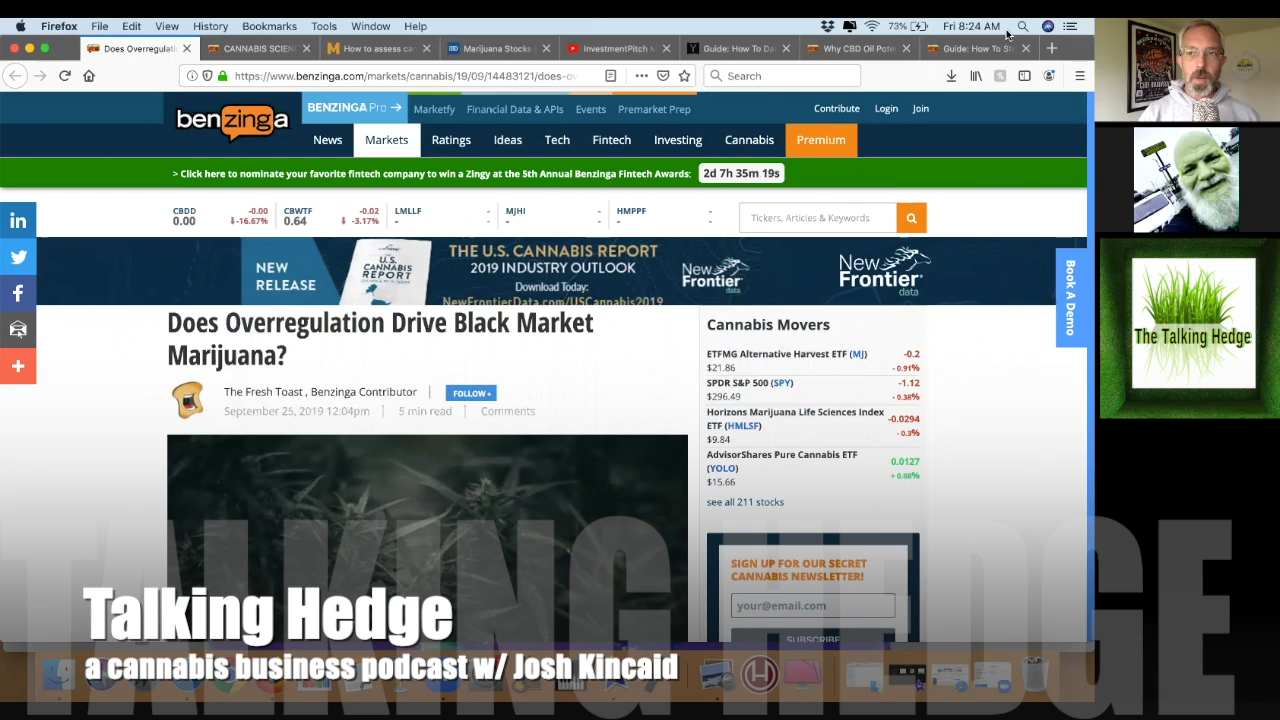 Firefox File Edit View History Bookmarks Tools Window Help 73% Fri 8:24 AM
Does Overregulati CANNABIS SCIEN How to assess can Marijuana Stocks InvestmentPitch M Guide: How To Da Why CBD Oil Pote Guide: How To St
https://www.benzinga.com/markets/cannabis/19/09/14483121/does-ov Search
benzinga
BENZINGA Pro Marketfy Financial Data & APIs Events Premarket Prep Contribute Login Join
News Markets Ratings Ideas Tech Fintech Investing Cannabis Premium
> Click here to nominate your favorite fintech company to win a Zingy at the 5th Annual Benzinga Fintech Awards: 2d 7h 35m 19s
CBDD -0.00 CBWTF -0.02 LMLLF - MJHI - HMPPF -
0.00 -16.67% 0.64 -3.17% - - - - - -
Tickers, Articles & Keywords
NEW RELEASE
U.S. CANNABIS REPORT
THE U.S. CANNABIS REPORT
2019 INDUSTRY OUTLOOK
Download Today:
NewFrontierData.com/USCannabis2019
New Frontier data
New Frontier data
Book A Demo
Does Overregulation Drive Black Market
Marijuana?
The Fresh Toast , Benzinga Contributor | FOLLOW +
September 25, 2019 12:04pm | 5 min read | Comments
Cannabis Movers
ETFMG Alternative Harvest ETF (MJ) -0.2
$21.86 - 0.91%
SPDR S&P 500 (SPY) -1.12
$296.49 - 0.38%
Horizons Marijuana Life Sciences Index -0.0294
ETF (HMLSF) - 0.3%
$9.84
AdvisorShares Pure Cannabis ETF 0.0127
(YOLO) + 0.08%
$15.66
see all 211 stocks
SIGN UP FOR OUR SECRET
CANNABIS NEWSLETTER!
your@email.com
SUBSCRIBE
The Talking Hedge
TALKING HEDGE
Talking Hedge
a cannabis business podcast w/ Josh Kincaid